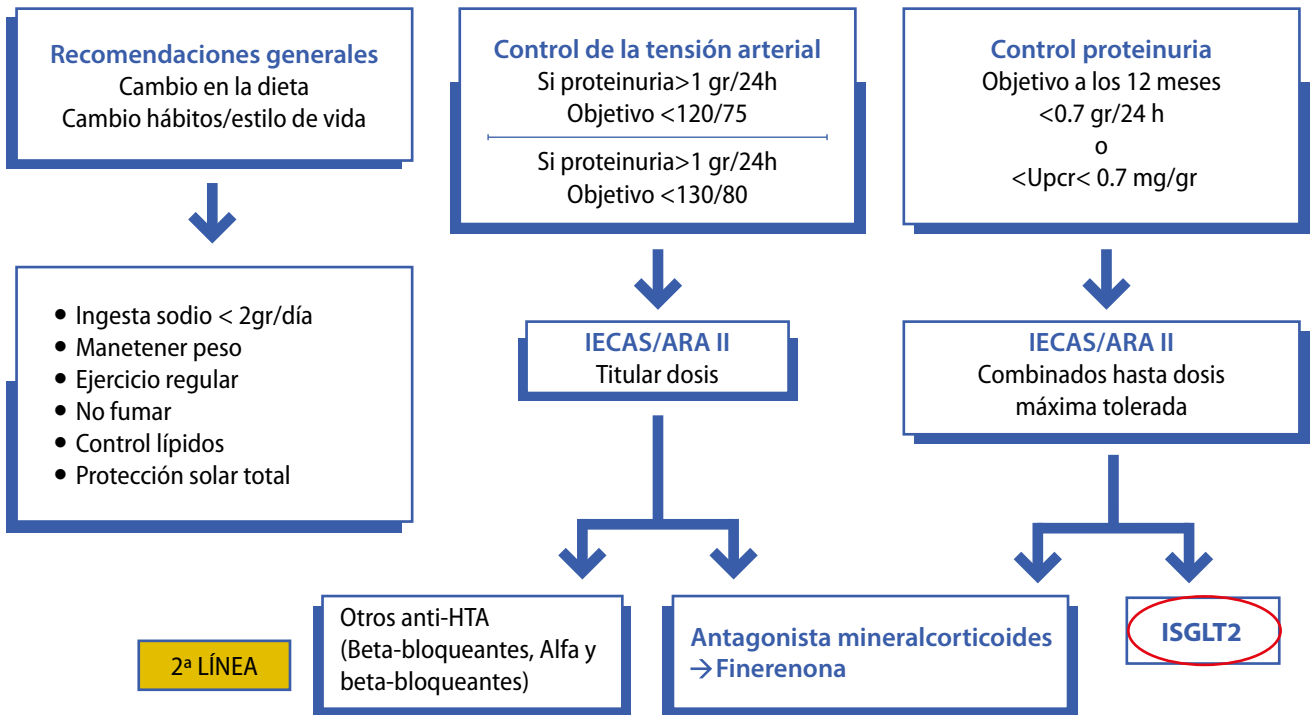 Recomendaciones generales
Cambio en la dieta
Cambio hábitos/estilo de vida
• Ingesta sodio < 2gr/día
• Manetener peso
• Ejercicio regular
• No fumar
• Control lípidos
• Protección solar total
Control de la tensión arterial
Si proteinuria>1 gr/24h
Objetivo <120/75
Si proteinuria>1 gr/24h
Objetivo <130/80
IECAS/ARA II
Titular dosis
Control proteinuria
Objetivo a los 12 meses
<0.7 gr/24 h
o
<Upcr< 0.7 mg/gr
IECAS/ARA II
Combinados hasta dosis
máxima tolerada
2ª LÍNEA
Otros anti-HTA
(Beta-bloqueantes, Alfa y
beta-bloqueantes)
Antagonista mineralcorticoides
→Finerenona
ISGLT2